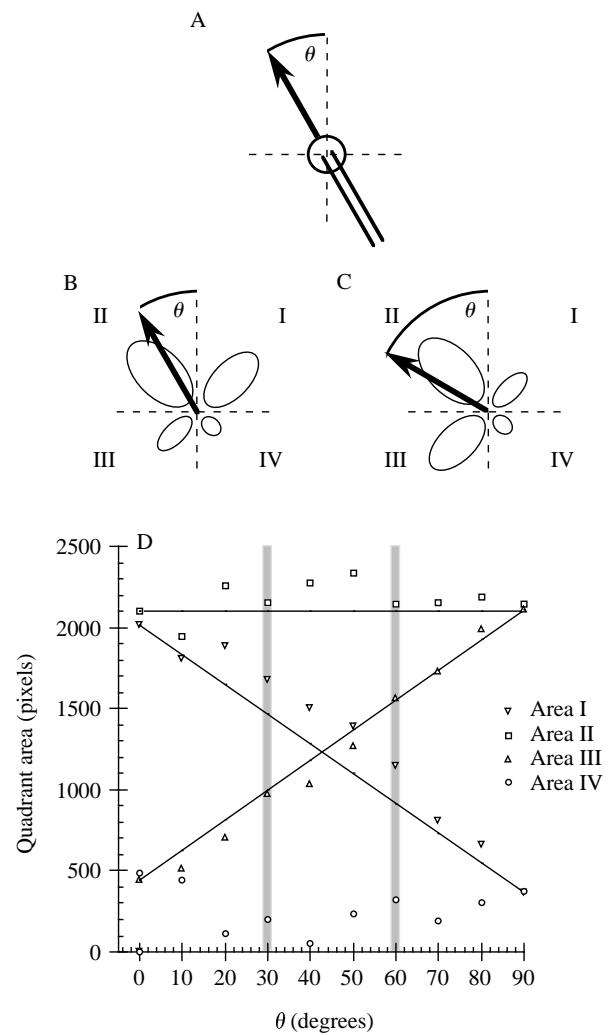 A
θ
B
C
II
θ
I
II
θ
I
III
IV
III
IV
D
2500
2000
1500
1000
500
0
Quadrant area (pixels)
Area I
Area II
Area III
Area IV
0 10 20 30 40 50 60 70 80 90
θ (degrees)